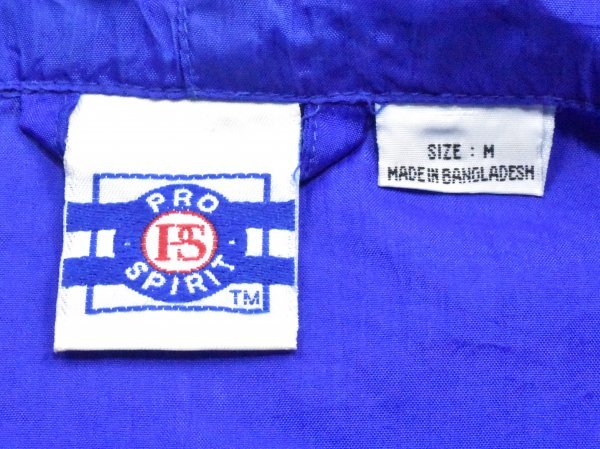 PRO
PS
SPIRIT
TM
SIZE : M
MADE IN BANGLADESH